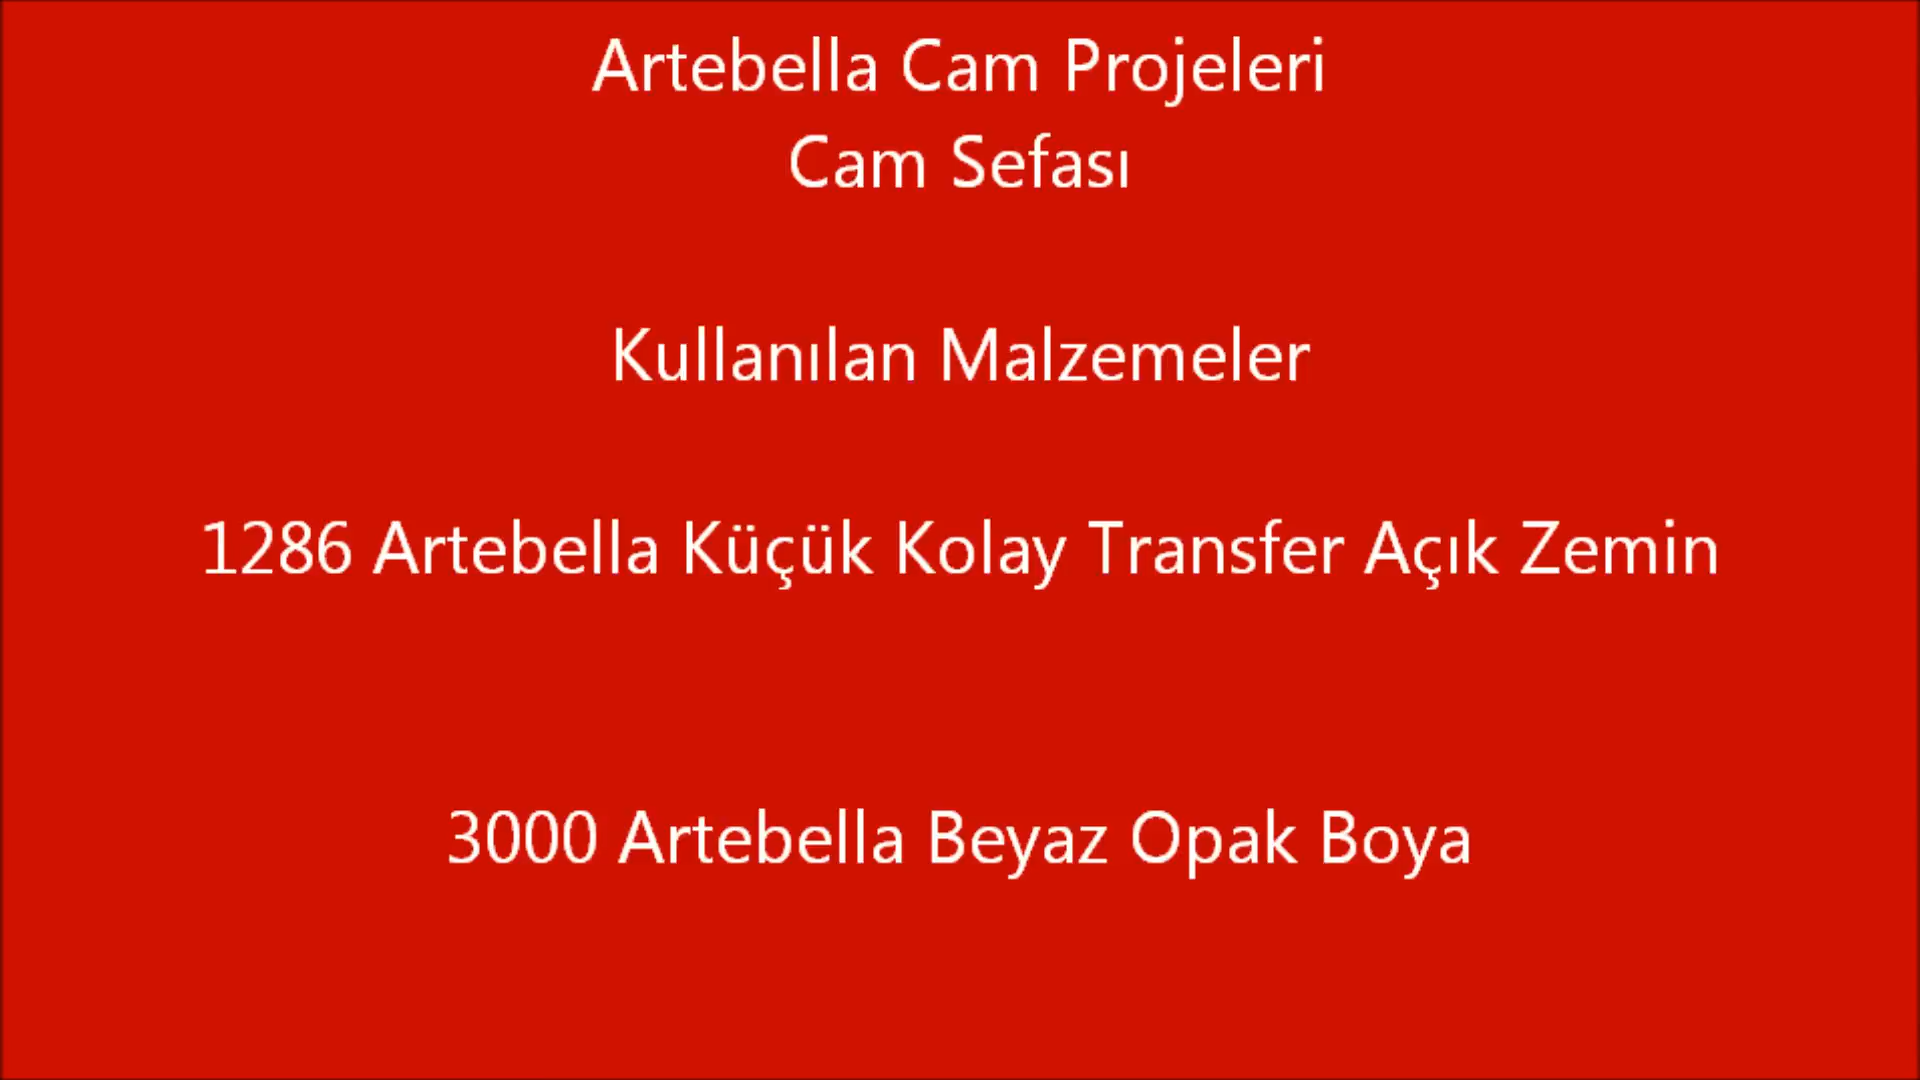 Artebella Cam Projeleri
Cam Sefası
Kullanılan Malzemeler
1286 Artebella Küçük Kolay Transfer Açık Zemin
3000 Artebella Beyaz Opak Boya